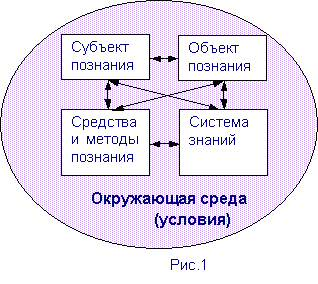 Субъект
познания
Объект
познания
Средства
и методы
познания
Система
знаний
Окружающая среда
(условия)
Рис.1